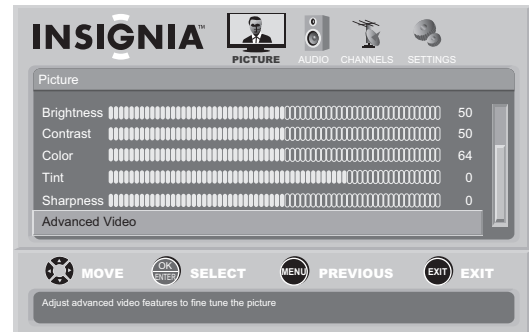 INSIGNIA™
PICTURE AUDIO CHANNELS SETTINGS
Picture
Brightness 50
Contrast 50
Color 64
Tint 0
Sharpness 0
Advanced Video
MOVE OK ENTER SELECT MENU PREVIOUS EXIT EXIT
Adjust advanced video features to fine tune the picture